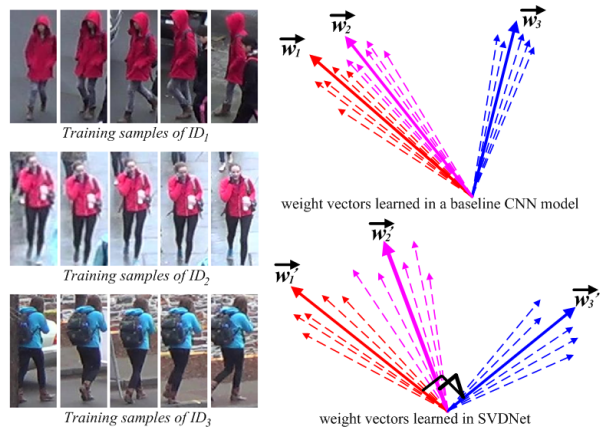 Training samples of ID1
Training samples of ID2
Training samples of ID3
w1
w2
w3
weight vectors learned in a baseline CNN model
w1'
w2'
w3'
weight vectors learned in SVDNet